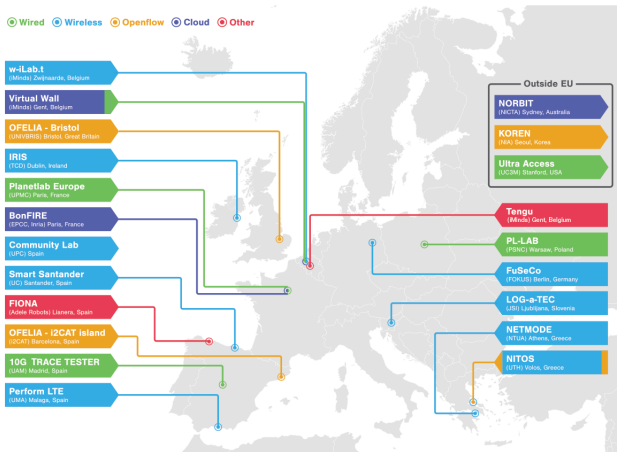 Wired Wireless Openflow Cloud Other
w-iLab.t
(iMinds) Zwijnaarde, Belgium
Virtual Wall
(iMinds) Gent, Belgium
OFELIA - Bristol
(UNIVBRIS) Bristol, Great Britain
IRIS
(TCD) Dublin, Ireland
Planetlab Europe
(UPMC) Paris, France
BonFIRE
(EPCC, Inria) Paris, France
Community Lab
(UPC) Spain
Smart Santander
(UC) Santander, Spain
FIONA
(Adele Robots) Llanera, Spain
OFELIA - i2CAT island
(i2CAT) Barcelona, Spain
10G TRACE TESTER
(UAM) Madrid, Spain
Perform LTE
(UMA) Malaga, Spain
Outside EU
NORBIT
(NICTA) Sydney, Australia
KOREN
(NIA) Seoul, Korea
Ultra Access
(UC3M) Stanford, USA
Tengu
(iMinds) Gent, Belgium
PL-LAB
(PSNC) Warsaw, Poland
FuSeCo
(FOKUS) Berlin, Germany
LOG-a-TEC
(JSI) Ljubljana, Slovenia
NETMODE
(NTUA) Athens, Greece
NITOS
(UTH) Volos, Greece